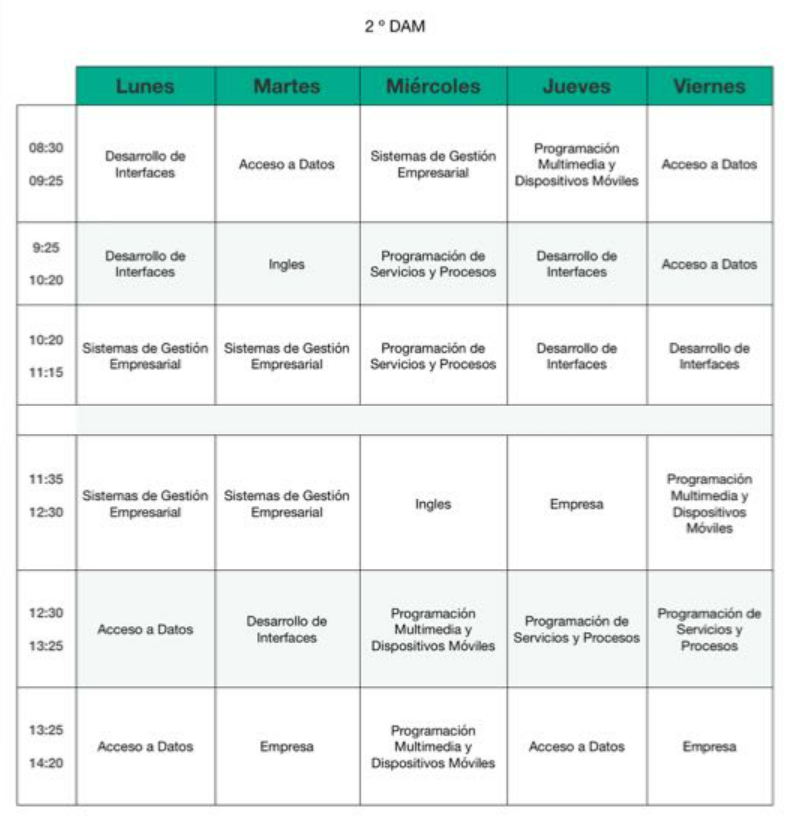 2 º DAM
Lunes Martes Miércoles Jueves Viernes
08:30
09:25
Desarrollo de
Interfaces
Acceso a Datos
Sistemas de Gestión
Empresarial
Programación
Multimedia y
Dispositivos Móviles
Acceso a Datos
9:25
10:20
Desarrollo de
Interfaces
Ingles
Programación de
Servicios y Procesos
Desarrollo de
Interfaces
Acceso a Datos
10:20
11:15
Sistemas de Gestión
Empresarial
Sistemas de Gestión
Empresarial
Programación de
Servicios y Procesos
Desarrollo de
Interfaces
Desarrollo de
Interfaces
11:35
12:30
Sistemas de Gestión
Empresarial
Sistemas de Gestión
Empresarial
Ingles
Empresa
Programación
Multimedia y
Dispositivos
Móviles
12:30
13:25
Acceso a Datos
Desarrollo de
Interfaces
Programación
Multimedia y
Dispositivos Móviles
Programación de
Servicios y Procesos
Programación de
Servicios y
Procesos
13:25
14:20
Acceso a Datos
Empresa
Programación
Multimedia y
Dispositivos Móviles
Acceso a Datos
Empresa